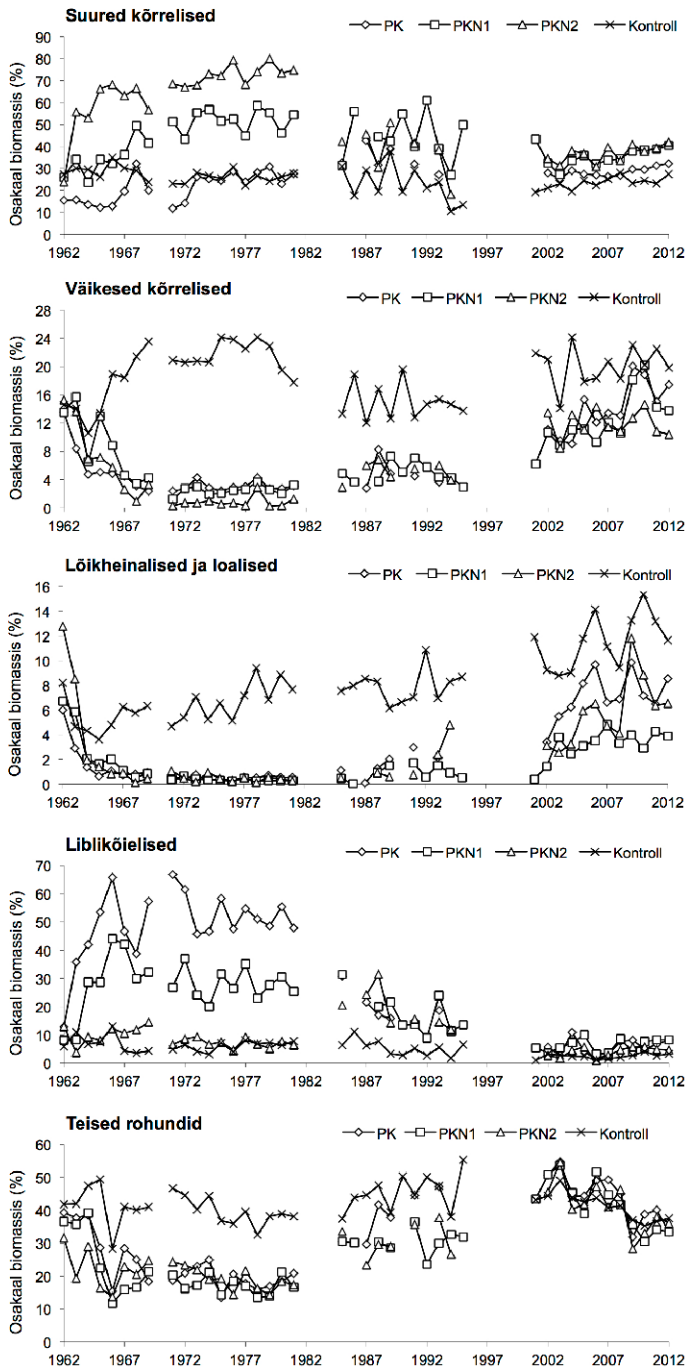 Suured kõrrelised
PK PKN1 PKN2 Kontroll
Osakaal biomassis (%)
90
80
70
60
50
40
30
20
10
0
1962 1967 1972 1977 1982 1987 1992 1997 2002 2007 2012
Väikesed kõrrelised
PK PKN1 PKN2 Kontroll
Osakaal biomassis (%)
28
24
20
16
12
8
4
0
1962 1967 1972 1977 1982 1987 1992 1997 2002 2007 2012
Lõikheinalised ja loalised
PK PKN1 PKN2 Kontroll
Osakaal biomassis (%)
16
14
12
10
8
6
4
2
0
1962 1967 1972 1977 1982 1987 1992 1997 2002 2007 2012
Liblikõielised
PK PKN1 PKN2 Kontroll
Osakaal biomassis (%)
70
60
50
40
30
20
10
0
1962 1967 1972 1977 1982 1987 1992 1997 2002 2007 2012
Teised rohundid
PK PKN1 PKN2 Kontroll
Osakaal biomassis (%)
60
50
40
30
20
10
0
1962 1967 1972 1977 1982 1987 1992 1997 2002 2007 2012